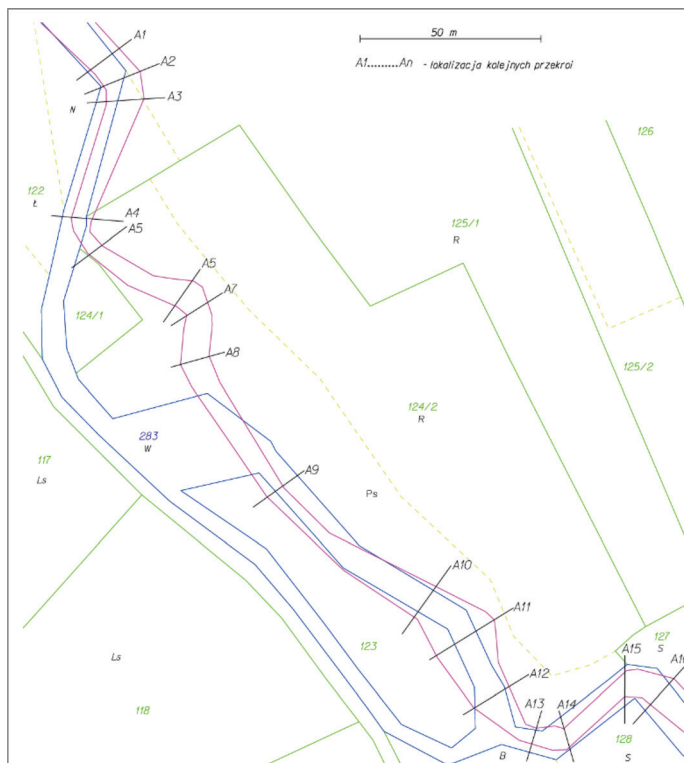 50 m
A1.........An - lokalizacja kolejnych przekroi
A1
A2
A3
N
126
122
Ł
A4
A5
125/1
R
A5
A7
124/1
A8
125/2
124/2
R
283
W
117
Ls
A9
Ps
A10
A11
123
Ls
118
A12
127
S
A15
A16
A13
A14
128
S
B